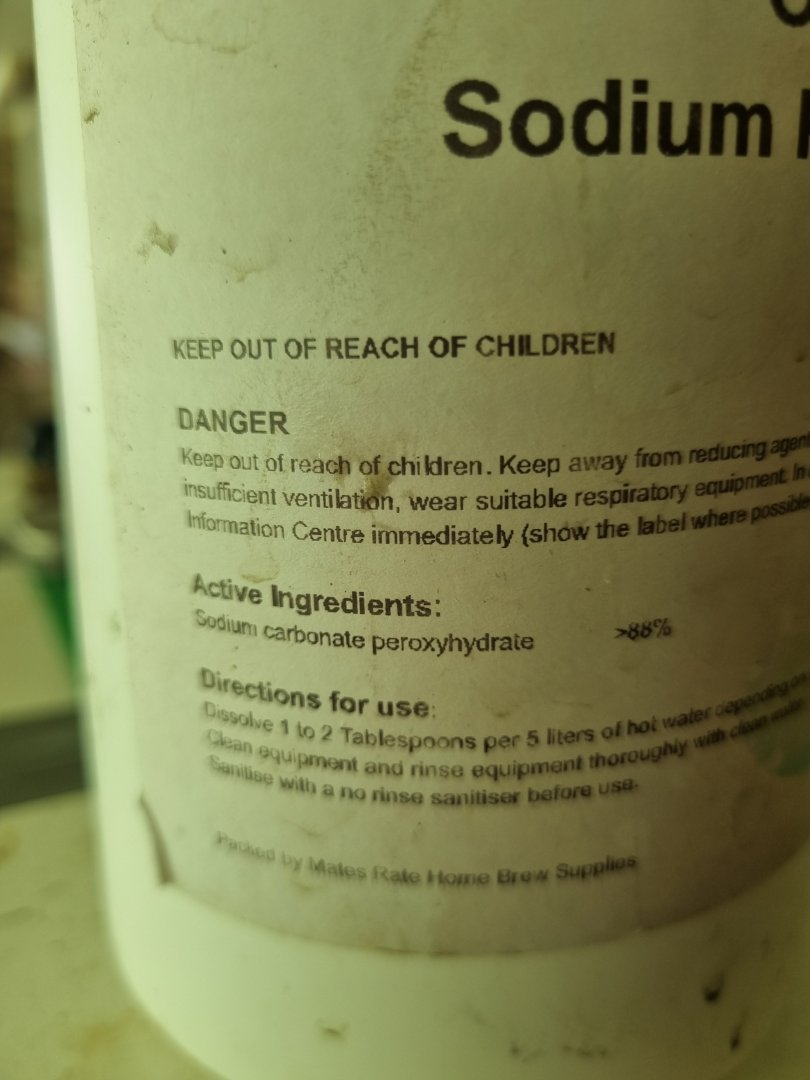 Sodium
KEEP OUT OF REACH OF CHILDREN
DANGER
Keep out of reach of children. Keep away from reducing agent
insufficient ventilation, wear suitable respiratory equipment. In
Information Centre immediately (show the label where possible
Active Ingredients:
Sodium carbonate peroxyhydrate >88%
Directions for use:
Dissolve 1 to 2 Tablespoons per 5 liters of hot water depending on
Clean equipment and rinse equipment thoroughly with clean water
Sanitise with a no rinse sanitiser before use.
Packed by Mates Rate Home Brew Supplies